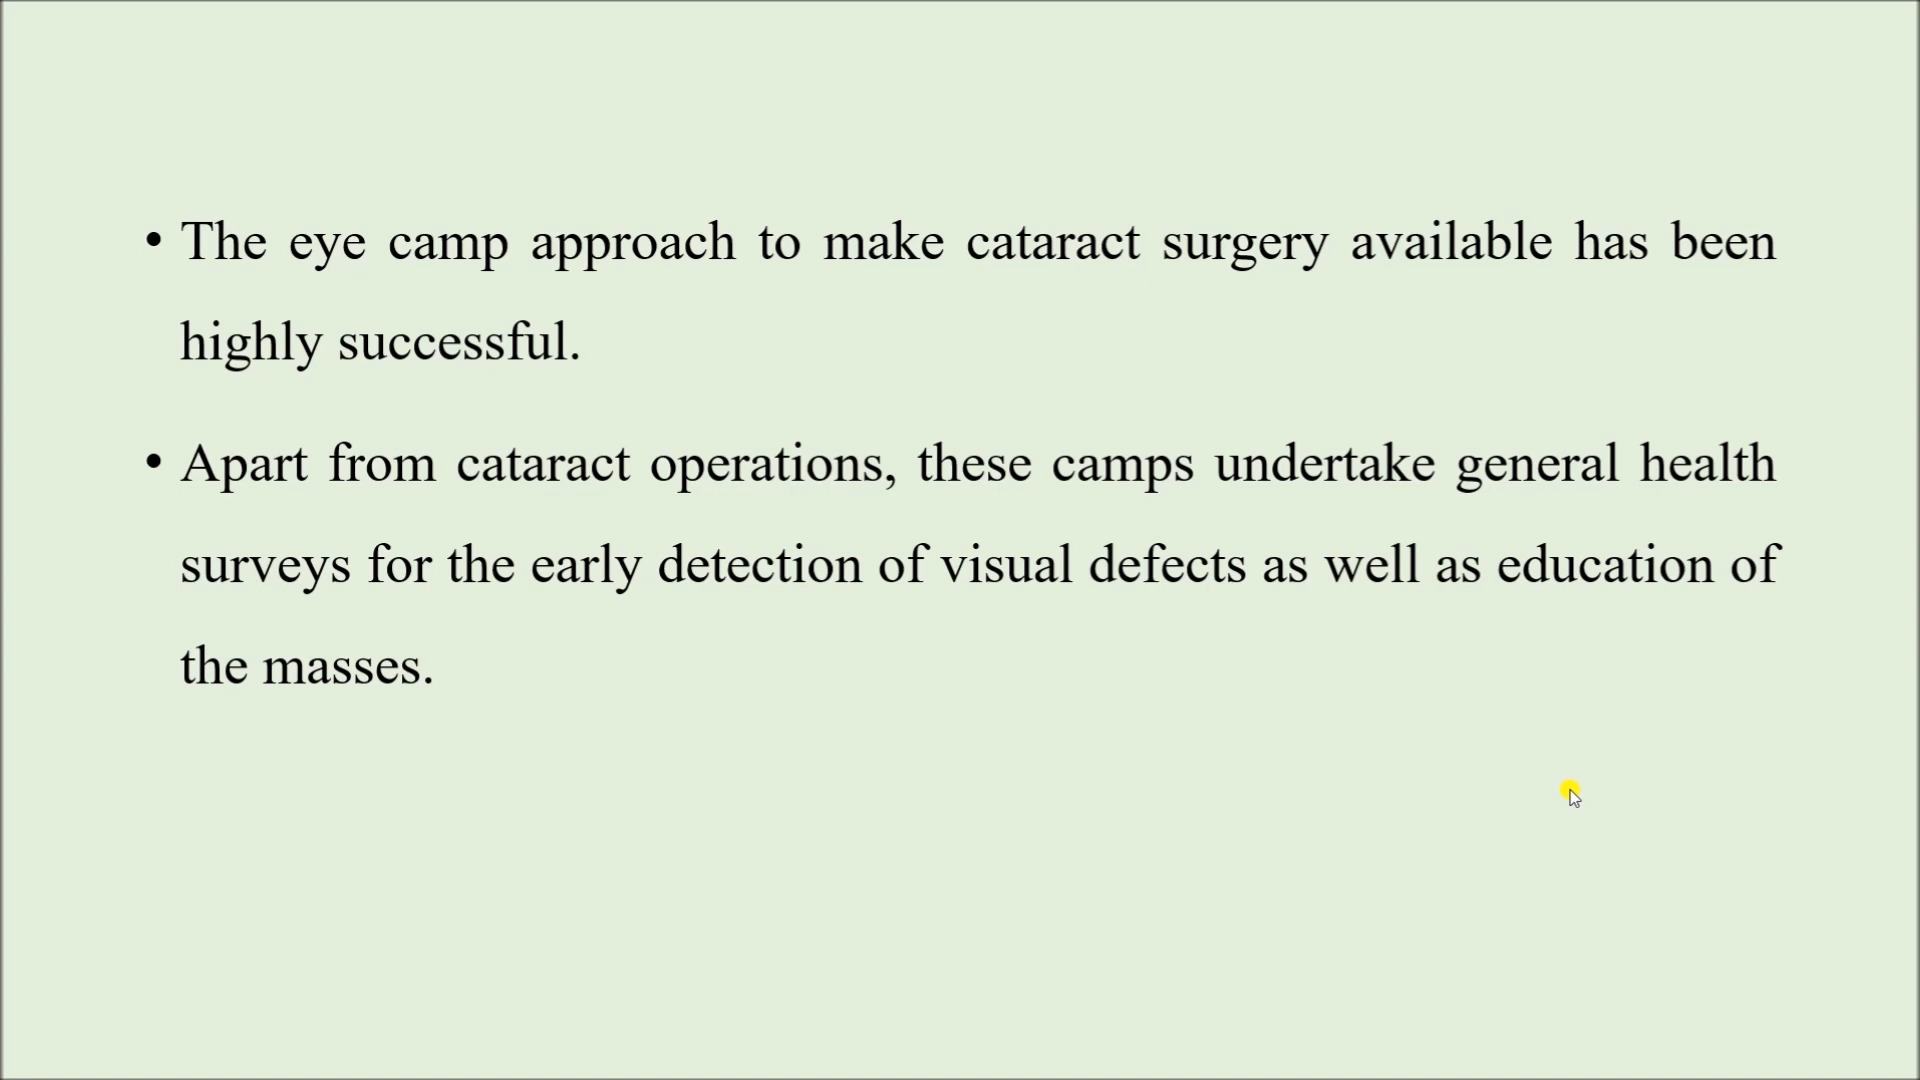 • The eye camp approach to make cataract surgery available has been
highly successful.
• Apart from cataract operations, these camps undertake general health
surveys for the early detection of visual defects as well as education of
the masses.